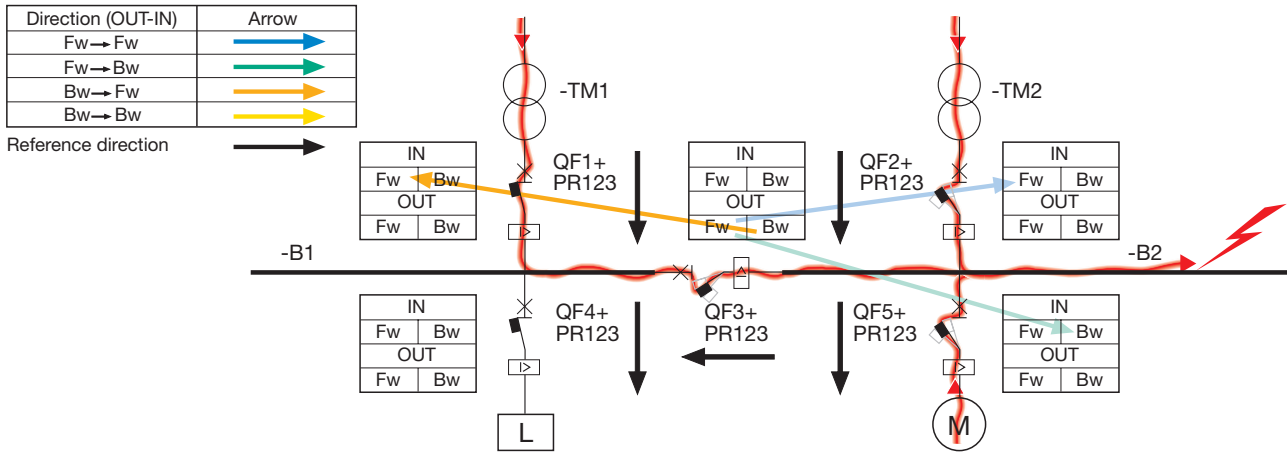 Direction (OUT-IN) Arrow
Fw→Fw
Fw→Bw
Bw→Fw
Bw→Bw
Reference direction
-TM1
-TM2
IN
Fw Bw
OUT
Fw Bw
QF1+
PR123
IN
Fw Bw
OUT
Fw Bw
QF2+
PR123
IN
Fw Bw
OUT
Fw Bw
-B1
-B2
IN
Fw Bw
OUT
Fw Bw
QF4+
PR123
QF3+
PR123
QF5+
PR123
IN
Fw Bw
OUT
Fw Bw
L
M